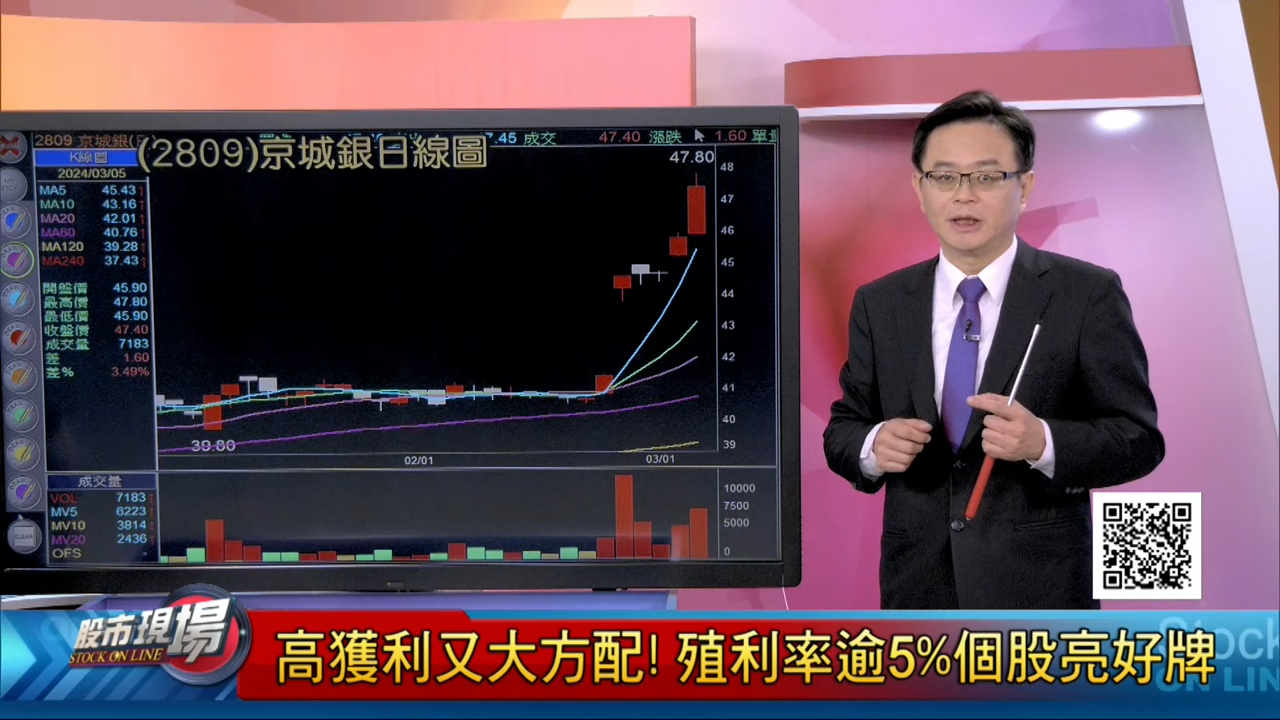 2809 京城銀
7.45 成交 47.40 漲跌 1.60 單量
(2809)京城銀日線圖
K線圖
2024/03/05
MA5 45.43↑
MA10 43.16↑
MA20 42.01↑
MA60 40.76↑
MA120 39.28↑
MA240 37.43↑
開盤價 45.90
最高價 47.80
最低價 45.90
收盤價 47.40
成交量 7183
差 1.60
差% 3.49%
47.80
48
47
46
45
44
43
42
41
40
39
39.80
02/01
03/01
成交量
VOL 7183↑
MV5 6223↑
MV10 3814↑
MV20 2436↑
OFS
10000
7500
5000
0
CLEAR
股市現場
STOCK ON LINE
高獲利又大方配! 殖利率逾5%個股亮好牌
Stock
ON LIN